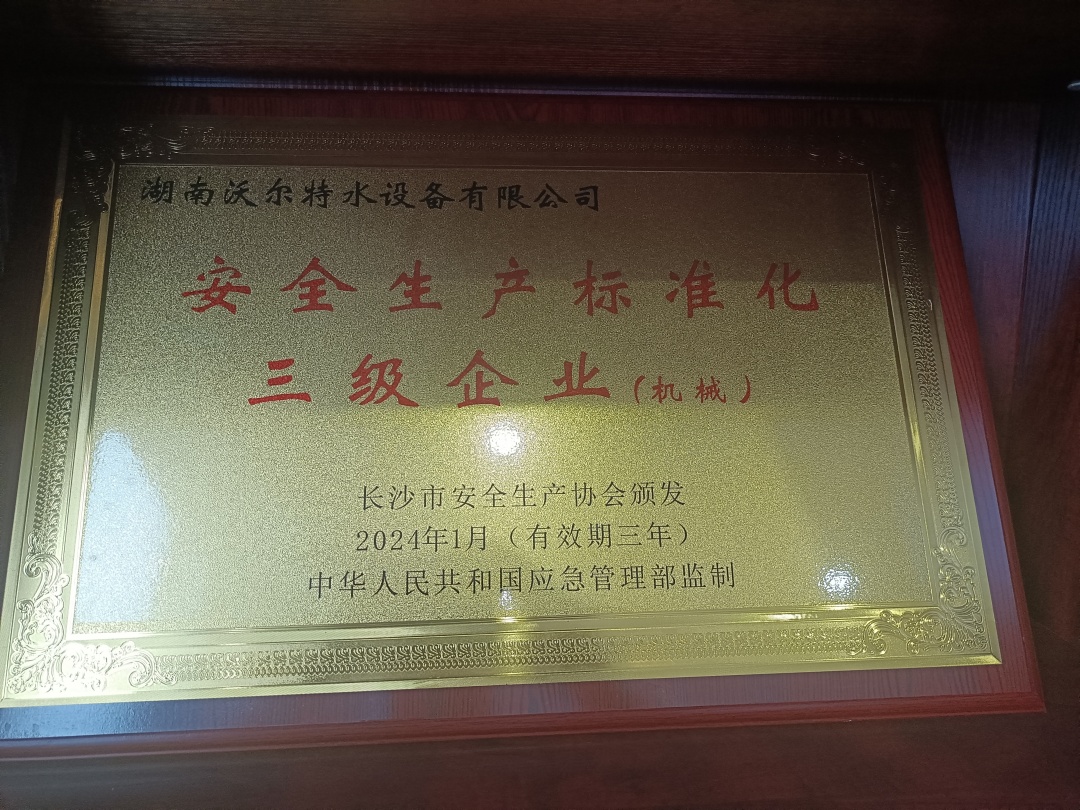 湖南沃尔特水设备有限公司
安全生产标准化
三级企业(机械)
长沙市安全生产协会颁发
2024年1月(有效期三年)
中华人民共和国应急管理部监制